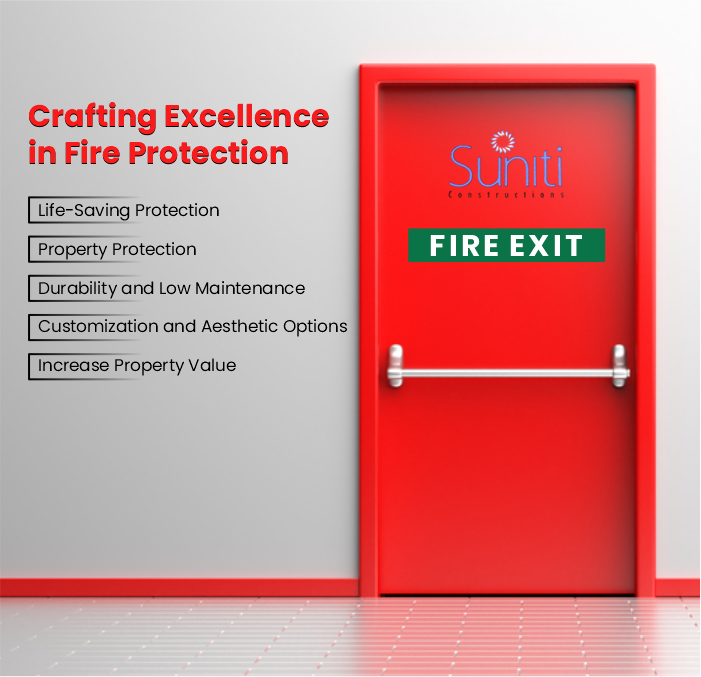 Crafting Excellence
in Fire Protection
Life-Saving Protection
Property Protection
Durability and Low Maintenance
Customization and Aesthetic Options
Increase Property Value
Suniti
Constructions
FIRE EXIT